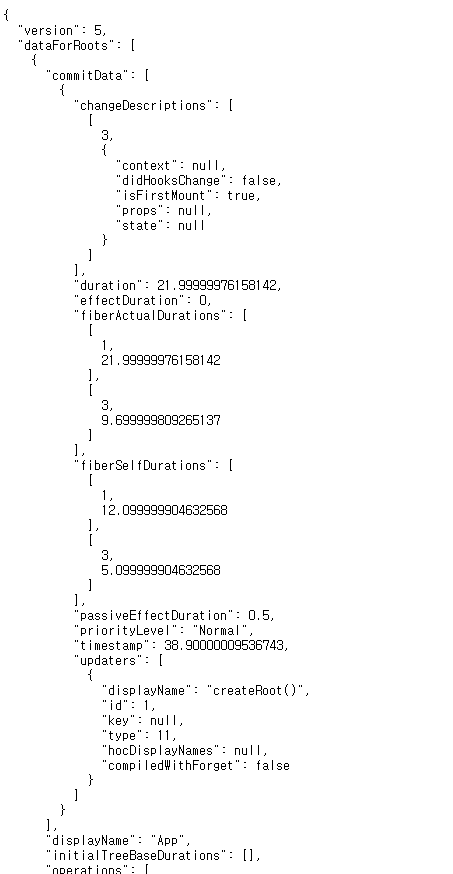 {
  "version": 5,
  "dataForRoots": [
    {
      "commitData": [
        {
          "changeDescriptions": [
            [
              3,
              {
                "context": null,
                "didHooksChange": false,
                "isFirstMount": true,
                "props": null,
                "state": null
              }
            ]
          ],
          "duration": 21.99999976158142,
          "effectDuration": 0,
          "fiberActualDurations": [
            [
              1,
              21.99999976158142
            ],
            [
              3,
              9.699999809265137
            ]
          ],
          "fiberSelfDurations": [
            [
              1,
              12.099999904632568
            ],
            [
              3,
              5.099999904632568
            ]
          ],
          "passiveEffectDuration": 0.5,
          "priorityLevel": "Normal",
          "timestamp": 38.90000009536743,
          "updaters": [
            {
              "displayName": "createRoot()",
              "id": 1,
              "key": null,
              "type": 11,
              "hocDisplayNames": null,
              "compiledWithForget": false
            }
          ]
        }
      ],
      "displayName": "App",
      "initialTreeBaseDurations": [],
      "operations": [